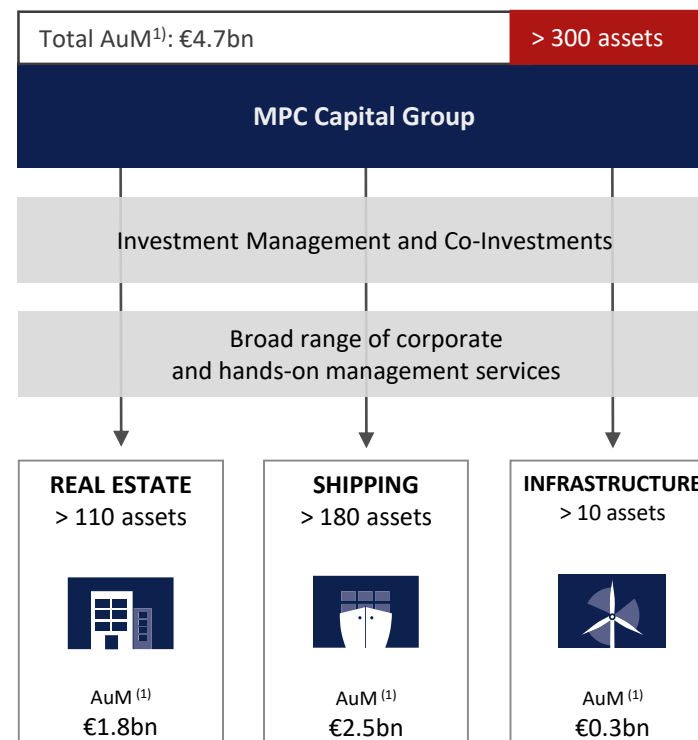 Total AuM1): €4.7bn
> 300 assets
MPC Capital Group
Investment Management and Co-Investments
Broad range of corporate
and hands-on management services
REAL ESTATE
> 110 assets
AuM (1)
€1.8bn
SHIPPING
> 180 assets
AuM (1)
€2.5bn
INFRASTRUCTURE
> 10 assets
AuM (1)
€0.3bn